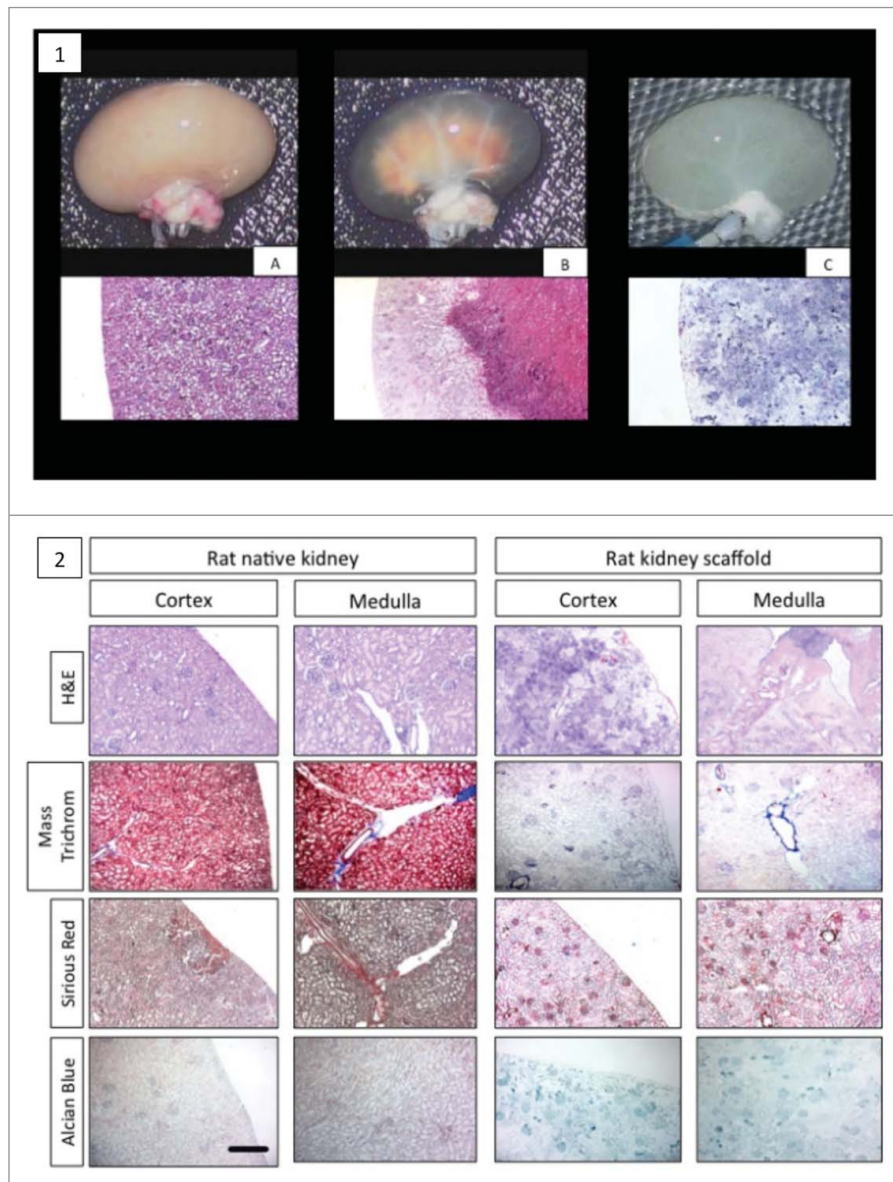 1
A
B
C
2
Rat native kidney
Rat kidney scaffold
Cortex
Medulla
Cortex
Medulla
H&E
Mass
Trichrom
Sirious Red
Alcian Blue